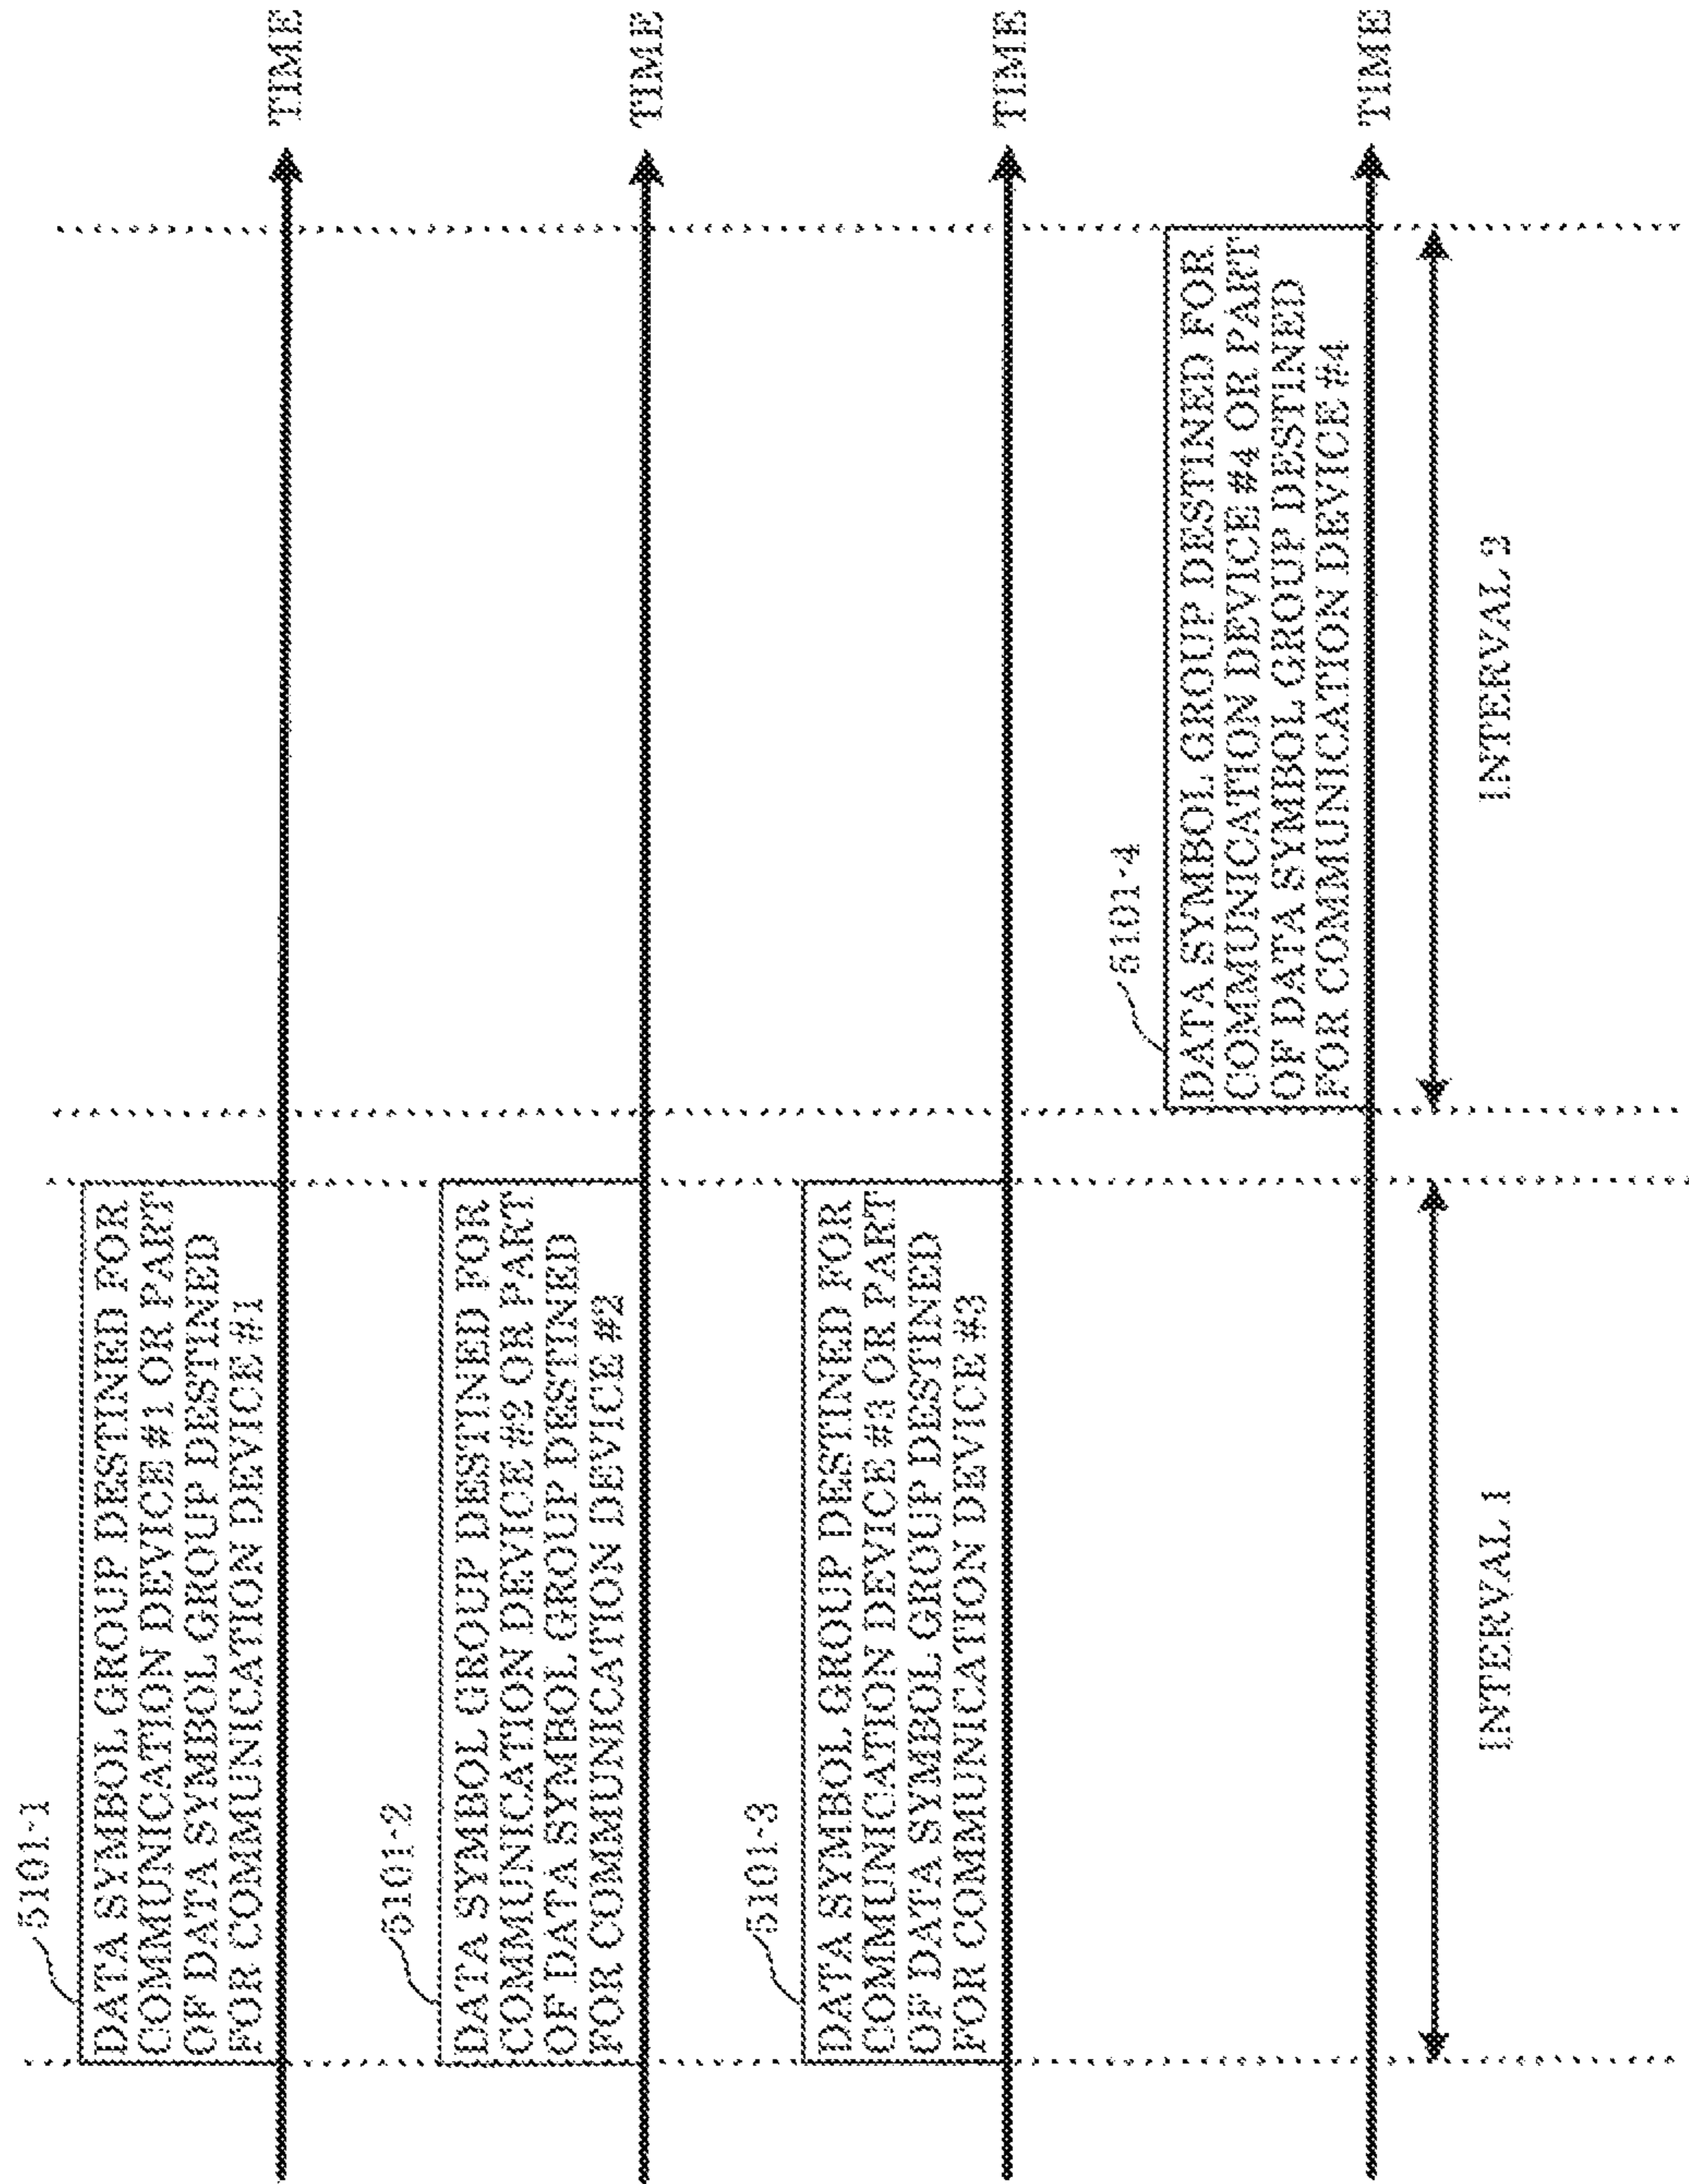 5101-1
DATA SYMBOL GROUP DESTINED FOR
COMMUNICATION DEVICE #1 OR PART
OF DATA SYMBOL GROUP DESTINED
FOR COMMUNICATION DEVICE #1
TIME
5101-2
DATA SYMBOL GROUP DESTINED FOR
COMMUNICATION DEVICE #2 OR PART
OF DATA SYMBOL GROUP DESTINED
FOR COMMUNICATION DEVICE #2
TIME
5101-3
DATA SYMBOL GROUP DESTINED FOR
COMMUNICATION DEVICE #3 OR PART
OF DATA SYMBOL GROUP DESTINED
FOR COMMUNICATION DEVICE #3
TIME
5101-4
DATA SYMBOL GROUP DESTINED FOR
COMMUNICATION DEVICE #4 OR PART
OF DATA SYMBOL GROUP DESTINED
FOR COMMUNICATION DEVICE #4
TIME
INTERVAL 1
INTERVAL 2